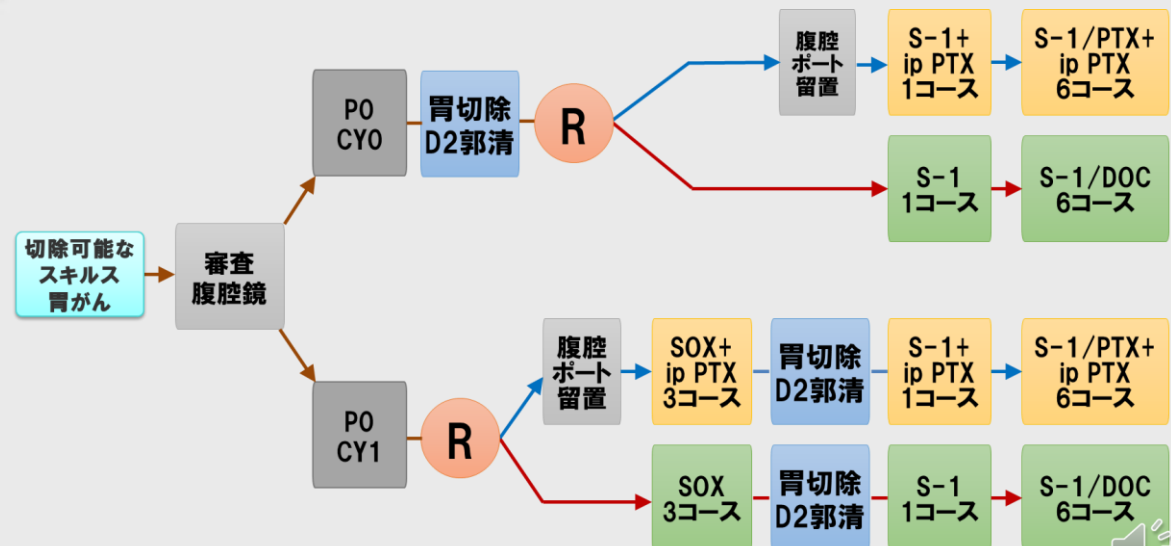 切除可能な
スキルス
胃がん
審査
腹腔鏡
P0
CY0
胃切除
D2郭清
R
腹腔
ポート
留置
S-1+
ip PTX
1コース
S-1/PTX+
ip PTX
6コース
S-1
1コース
S-1/DOC
6コース
P0
CY1
R
腹腔
ポート
留置
SOX+
ip PTX
3コース
胃切除
D2郭清
S-1+
ip PTX
1コース
S-1/PTX+
ip PTX
6コース
SOX
3コース
胃切除
D2郭清
S-1
1コース
S-1/DOC
6コース